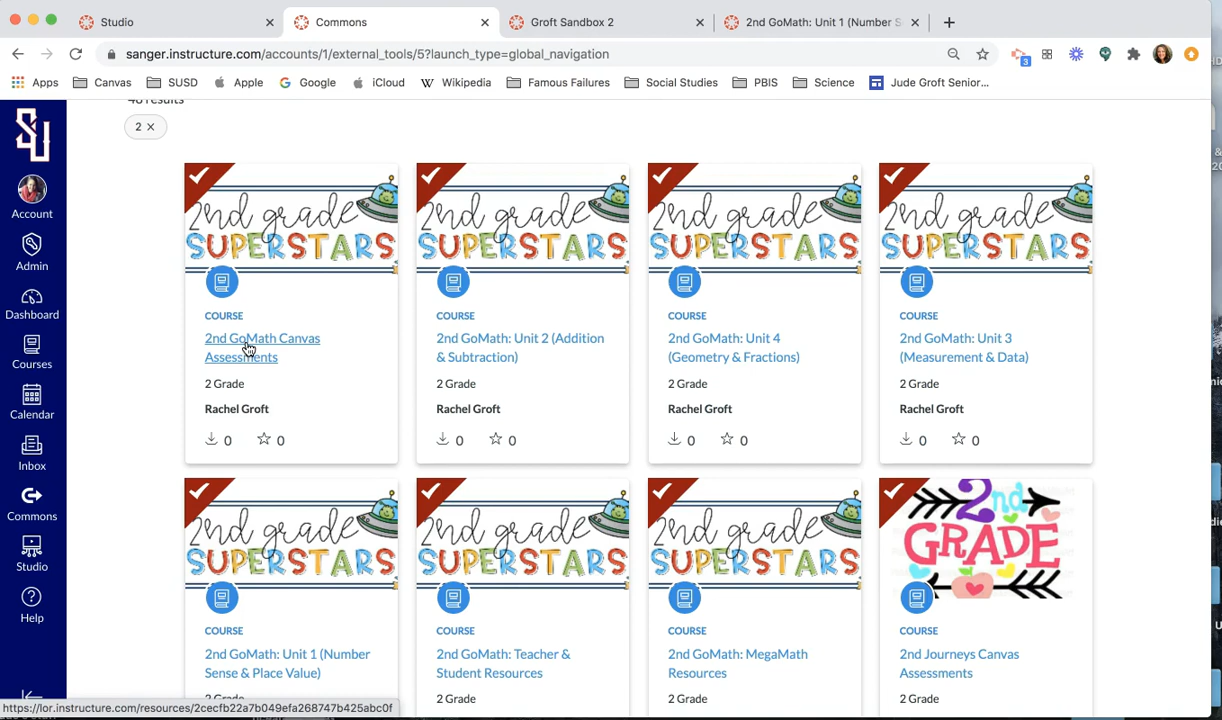 Studio
Commons
Groft Sandbox 2
2nd GoMath: Unit 1 (Number S
sanger.instructure.com/accounts/1/external_tools/5?launch_type=global_navigation
3
Apps
Canvas
SUSD
Apple
Google
iCloud
W Wikipedia
Famous Failures
Social Studies
PBIS
Science
Jude Groft Senior...
46 results
2 ×
SU
Account
Admin
Dashboard
Courses
Calendar
Inbox
Commons
Studio
Help
2nd grade
SUPERSTARS
COURSE
2nd GoMath Canvas
Assessments
2 Grade
Rachel Groft
0 0
2nd grade
SUPERSTARS
COURSE
2nd GoMath: Unit 2 (Addition
& Subtraction)
2 Grade
Rachel Groft
0 0
2nd grade
SUPERSTARS
COURSE
2nd GoMath: Unit 4
(Geometry & Fractions)
2 Grade
Rachel Groft
0 0
2nd grade
SUPERSTARS
COURSE
2nd GoMath: Unit 3
(Measurement & Data)
2 Grade
Rachel Groft
0 0
2nd grade
SUPERSTARS
COURSE
2nd GoMath: Unit 1 (Number
Sense & Place Value)
2 Grade
2nd grade
SUPERSTARS
COURSE
2nd GoMath: Teacher &
Student Resources
2 Grade
2nd grade
SUPERSTARS
COURSE
2nd GoMath: MegaMath
Resources
2 Grade
2nd
GRADE
COURSE
2nd Journeys Canvas
Assessments
2 Grade
https://lor.instructure.com/resources/2cecfb22a7b049efa268747b425abc0f